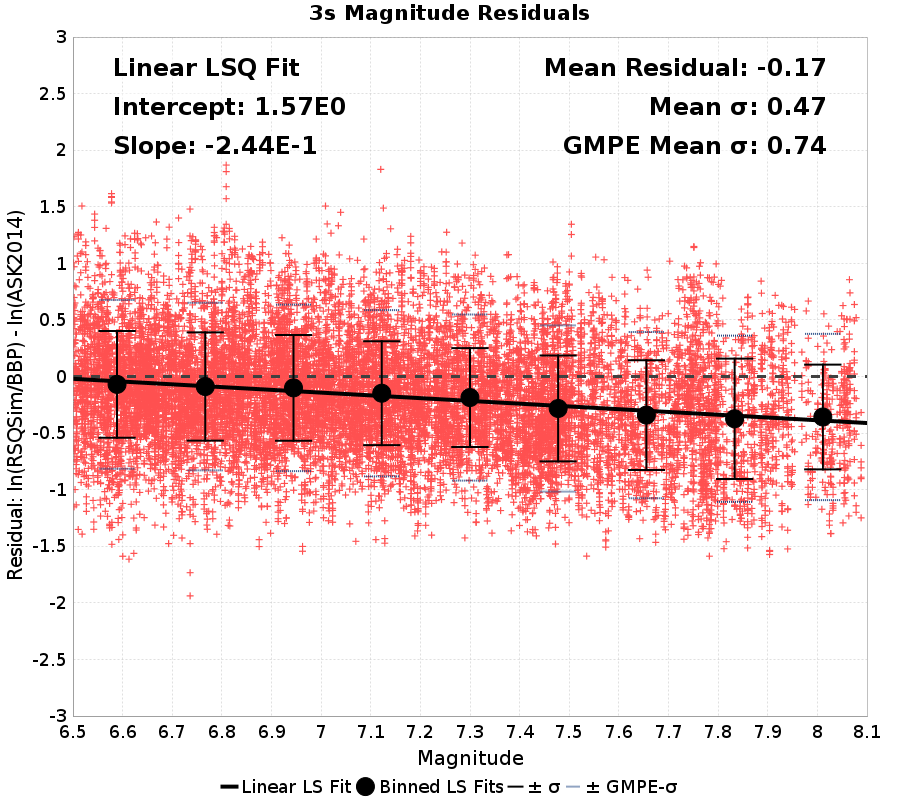 3s Magnitude Residuals
Linear LSQ Fit
Intercept: 1.57E0
Slope: -2.44E-1
Mean Residual: -0.17
Mean σ: 0.47
GMPE Mean σ: 0.74
Residual: ln(RSQSim/BBP) - ln(ASK2014)
3
2.5
2
1.5
1
0.5
0
-0.5
-1
-1.5
-2
-2.5
-3
6.5 6.6 6.7 6.8 6.9 7 7.1 7.2 7.3 7.4 7.5 7.6 7.7 7.8 7.9 8 8.1
Magnitude
Linear LS Fit Binned LS Fits ± σ ± GMPE-σ